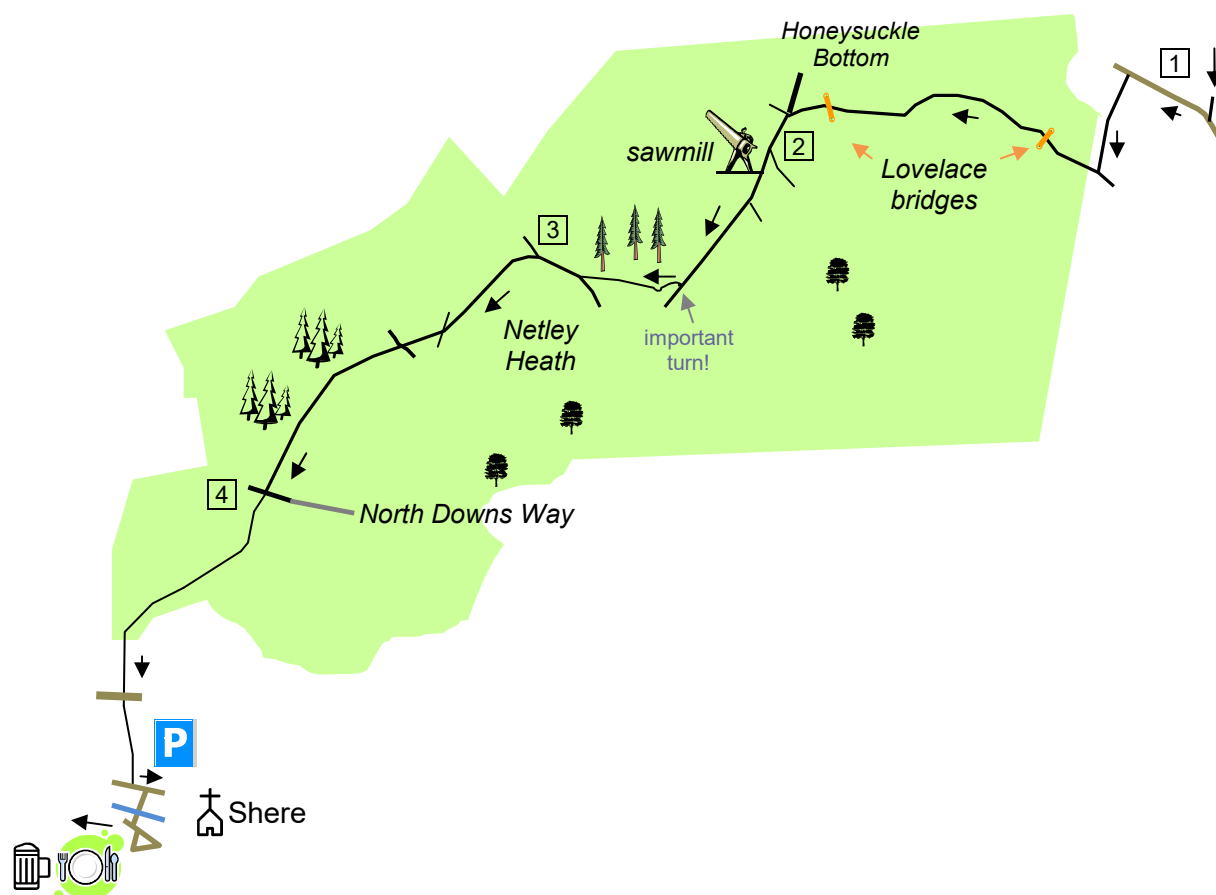 Honeysuckle
Bottom
1
sawmill
2
Lovelace
bridges
3
Netley
Heath
important
turn!
4
North Downs Way
P
Shere